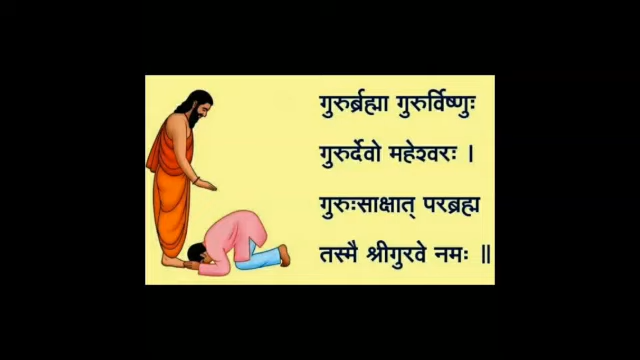 गुरुर्ब्रह्मा गुरुर्विष्णुः
गुरुर्देवो महेश्वरः ।
गुरुःसाक्षात् परब्रह्म
तस्मै श्रीगुरवे नमः ॥